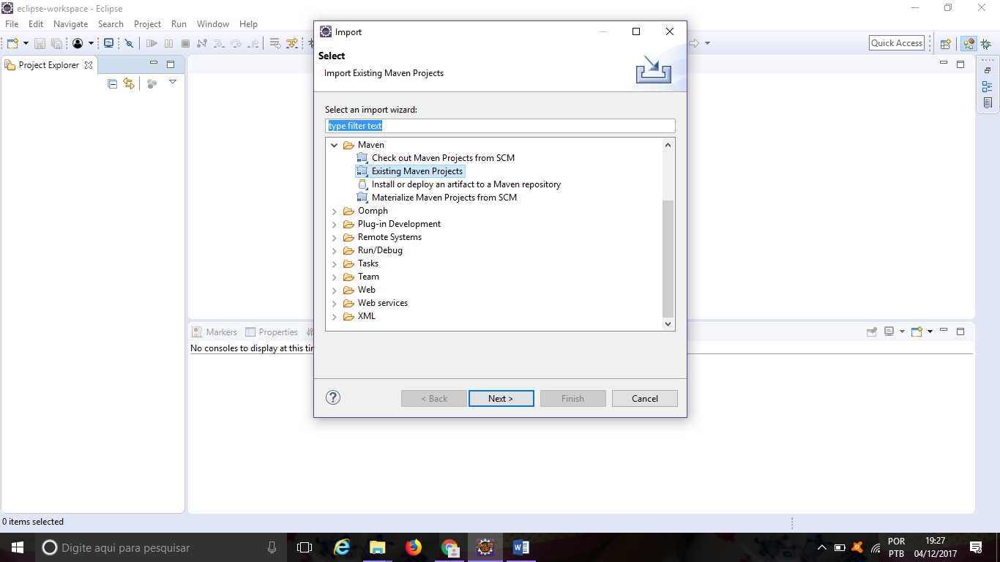 eclipse-workspace - Eclipse
File Edit Navigate Search Project Run Window Help
Quick Access
Project Explorer
Import
Select
Import Existing Maven Projects
Select an import wizard:
type filter text
Maven
Check out Maven Projects from SCM
Existing Maven Projects
Install or deploy an artifact to a Maven repository
Materialize Maven Projects from SCM
Oomph
Plug-in Development
Remote Systems
Run/Debug
Tasks
Team
Web
Web services
XML
< Back Next > Finish Cancel
Markers Properties
No consoles to display at this
0 items selected
Digite aqui para pesquisar
POR 19:27
PTB 04/12/2017